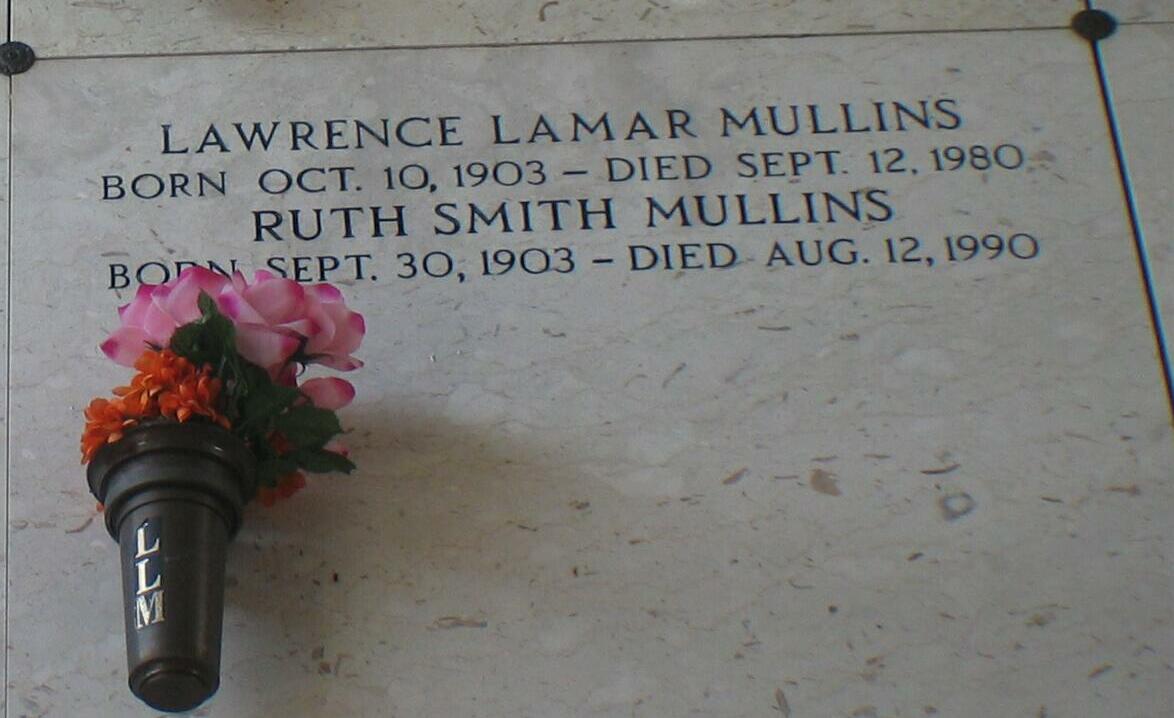 LAWRENCE LAMAR MULLINS
BORN OCT. 10, 1903 – DIED SEPT. 12, 1980
RUTH SMITH MULLINS
BORN SEPT. 30, 1903 – DIED AUG. 12, 1990
L
L
M